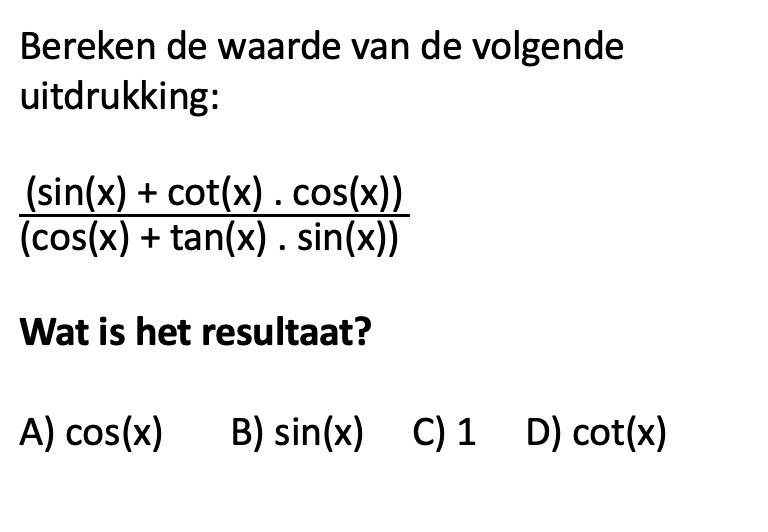 Bereken de waarde van de volgende
uitdrukking:
(sin(x) + cot(x) . cos(x))
(cos(x) + tan(x) . sin(x))
Wat is het resultaat?
A) cos(x) B) sin(x) C) 1 D) cot(x)